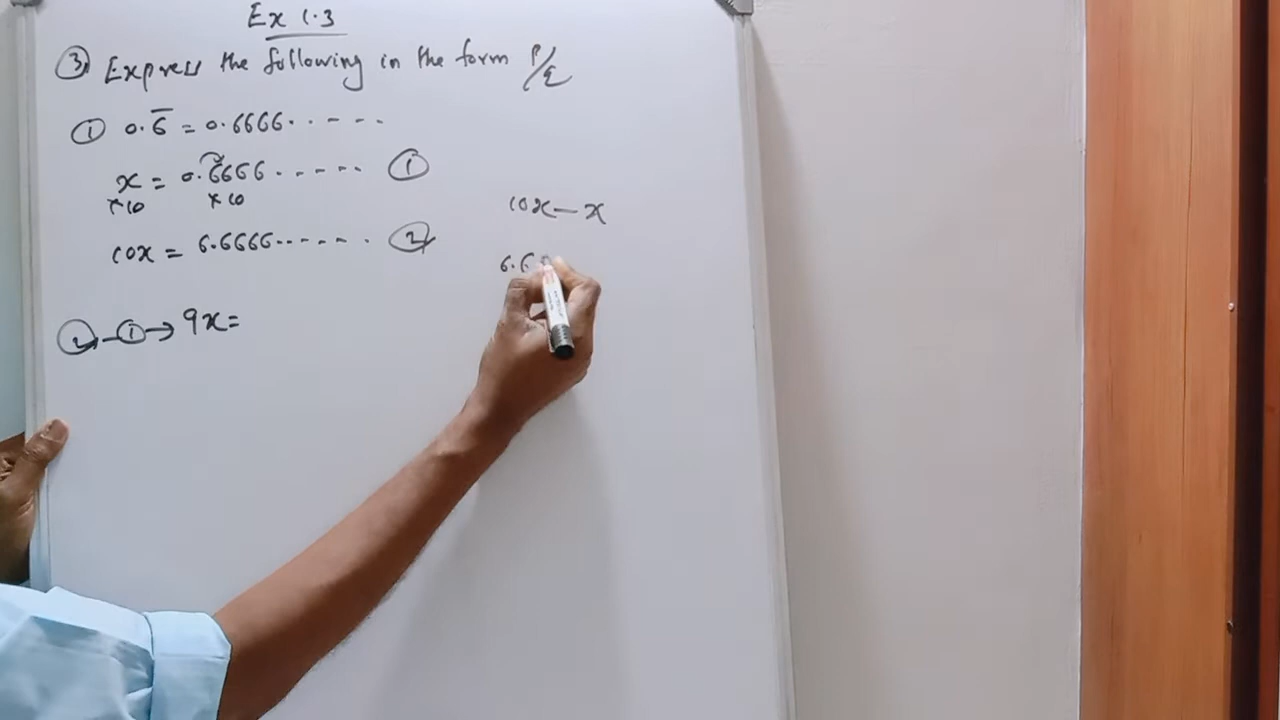 Ex 1.3
③ Express the following in the form P/q
① 0.6̅ = 0.6666.. - - -
x = 0.6666 - - - - - - ①
×10 ×10
10x = 6.6666 - - - - - - . ②
10x - x
6.6
② - ① → 9x =